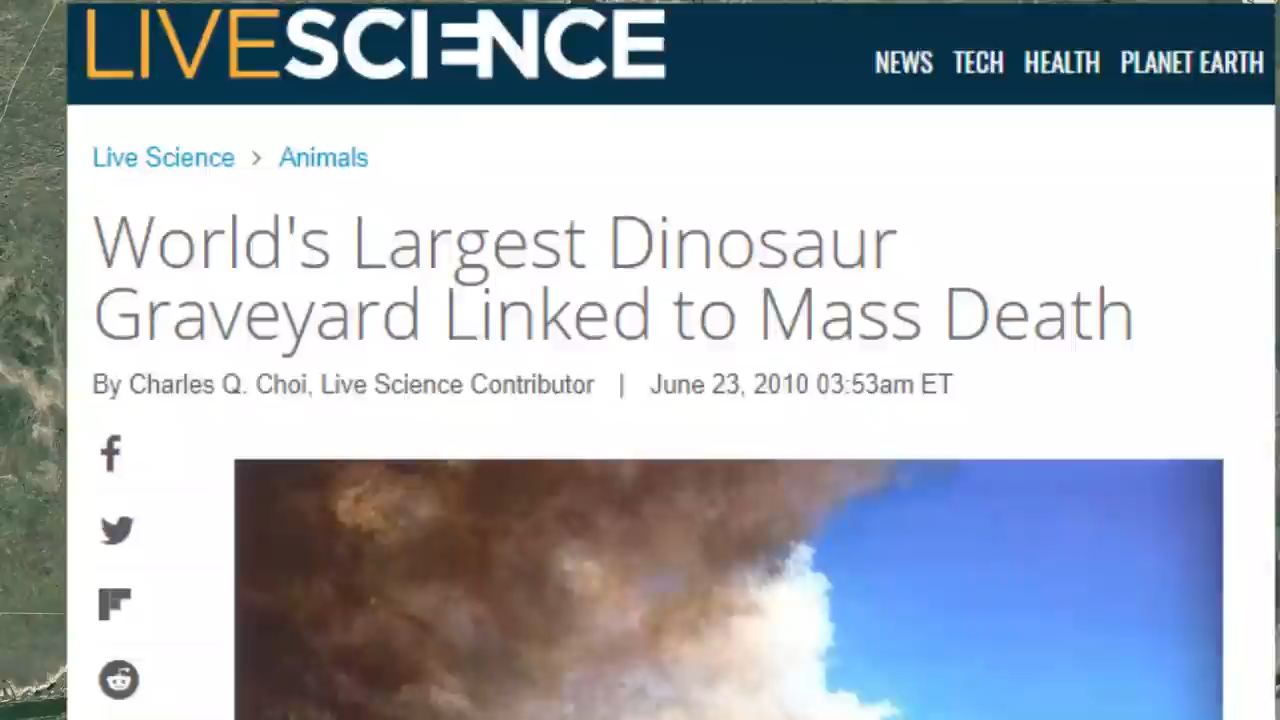 LIVESCIENCE
NEWS TECH HEALTH PLANET EARTH
Live Science > Animals
World's Largest Dinosaur
Graveyard Linked to Mass Death
By Charles Q. Choi, Live Science Contributor | June 23, 2010 03:53am ET